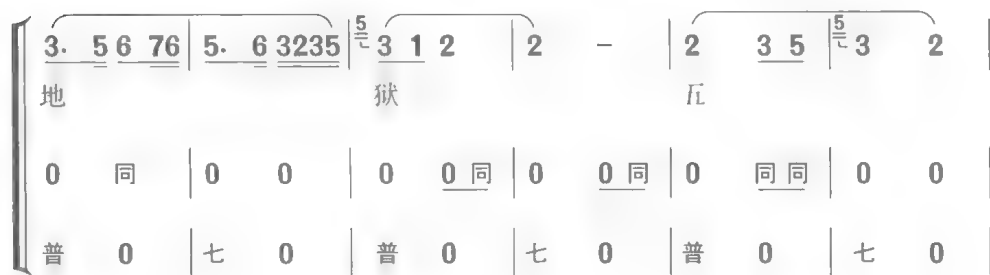 3. 5 6 76 | 5. 6 3235 | 5 3 1 2 | 2 – | 2 3 5 | 5 3 2 |
地 狱
0 同 | 0 0 | 0 0 同 | 0 0 同 | 0 同 同 | 0 0 |
普 0 | 七 0 | 普 0 | 七 0 | 普 0 | 七 0 |